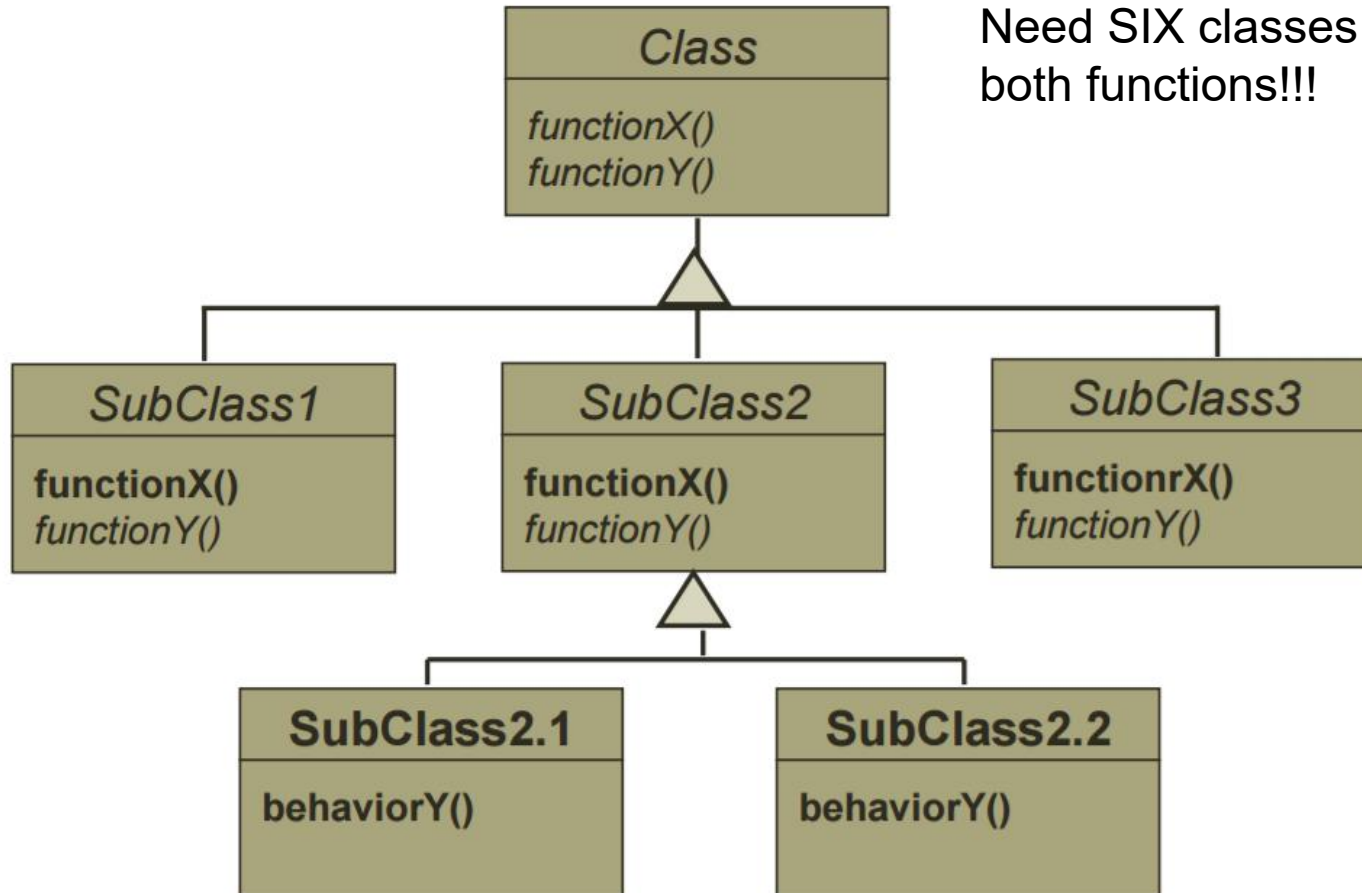 Need SIX classes
both functions!!!
Class
functionX()
functionY()
SubClass1
functionX()
functionY()
SubClass2
functionX()
functionY()
SubClass3
functionrX()
functionY()
SubClass2.1
behaviorY()
SubClass2.2
behaviorY()